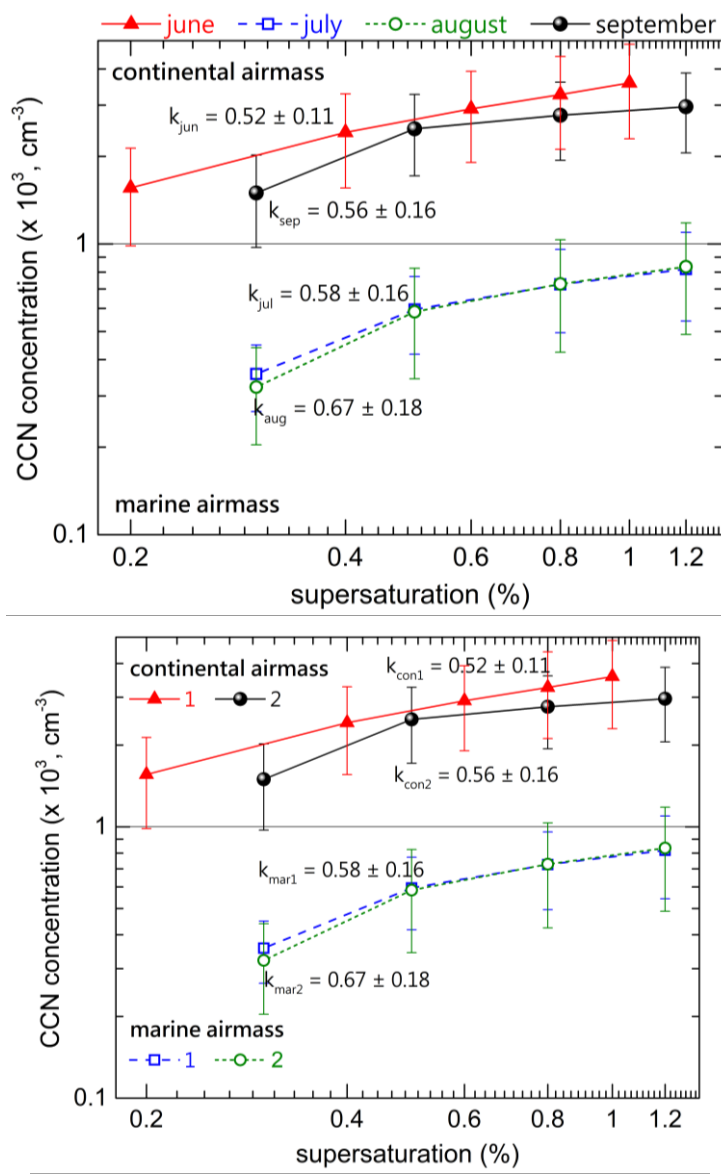 june july august september
continental airmass
k_jun = 0.52 ± 0.11
k_sep = 0.56 ± 0.16
1
k_jul = 0.58 ± 0.16
k_aug = 0.67 ± 0.18
marine airmass
0.1
CCN concentration (x 10³, cm⁻³)
0.2 0.4 0.6 0.8 1 1.2
supersaturation (%)
continental airmass
1 2
k_con1 = 0.52 ± 0.11
k_con2 = 0.56 ± 0.16
1
k_mar1 = 0.58 ± 0.16
k_mar2 = 0.67 ± 0.18
marine airmass
1 2
0.1
CCN concentration (x 10³, cm⁻³)
0.2 0.4 0.6 0.8 1 1.2
supersaturation (%)